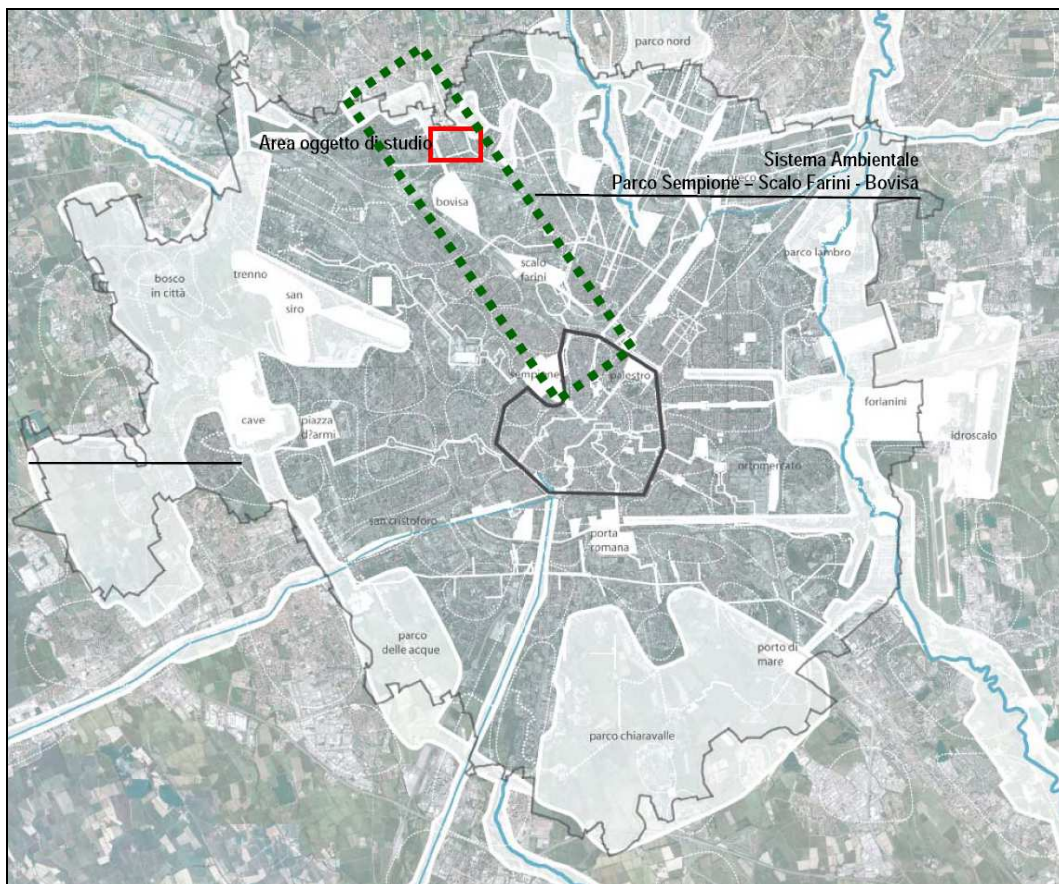 parco nord
Area oggetto di studio
Sistema Ambientale
greco
Parco Sempione – Scalo Farini - Bovisa
bovisa
parco lambro
scalo
farini
trenno
bosco
in città
san
siro
sempione
palestro
forlanini
cave
piazza
d?armi
idroscalo
ortomercato
san cristoforo
porta
romana
parco
delle acque
porto di
mare
parco chiaravalle